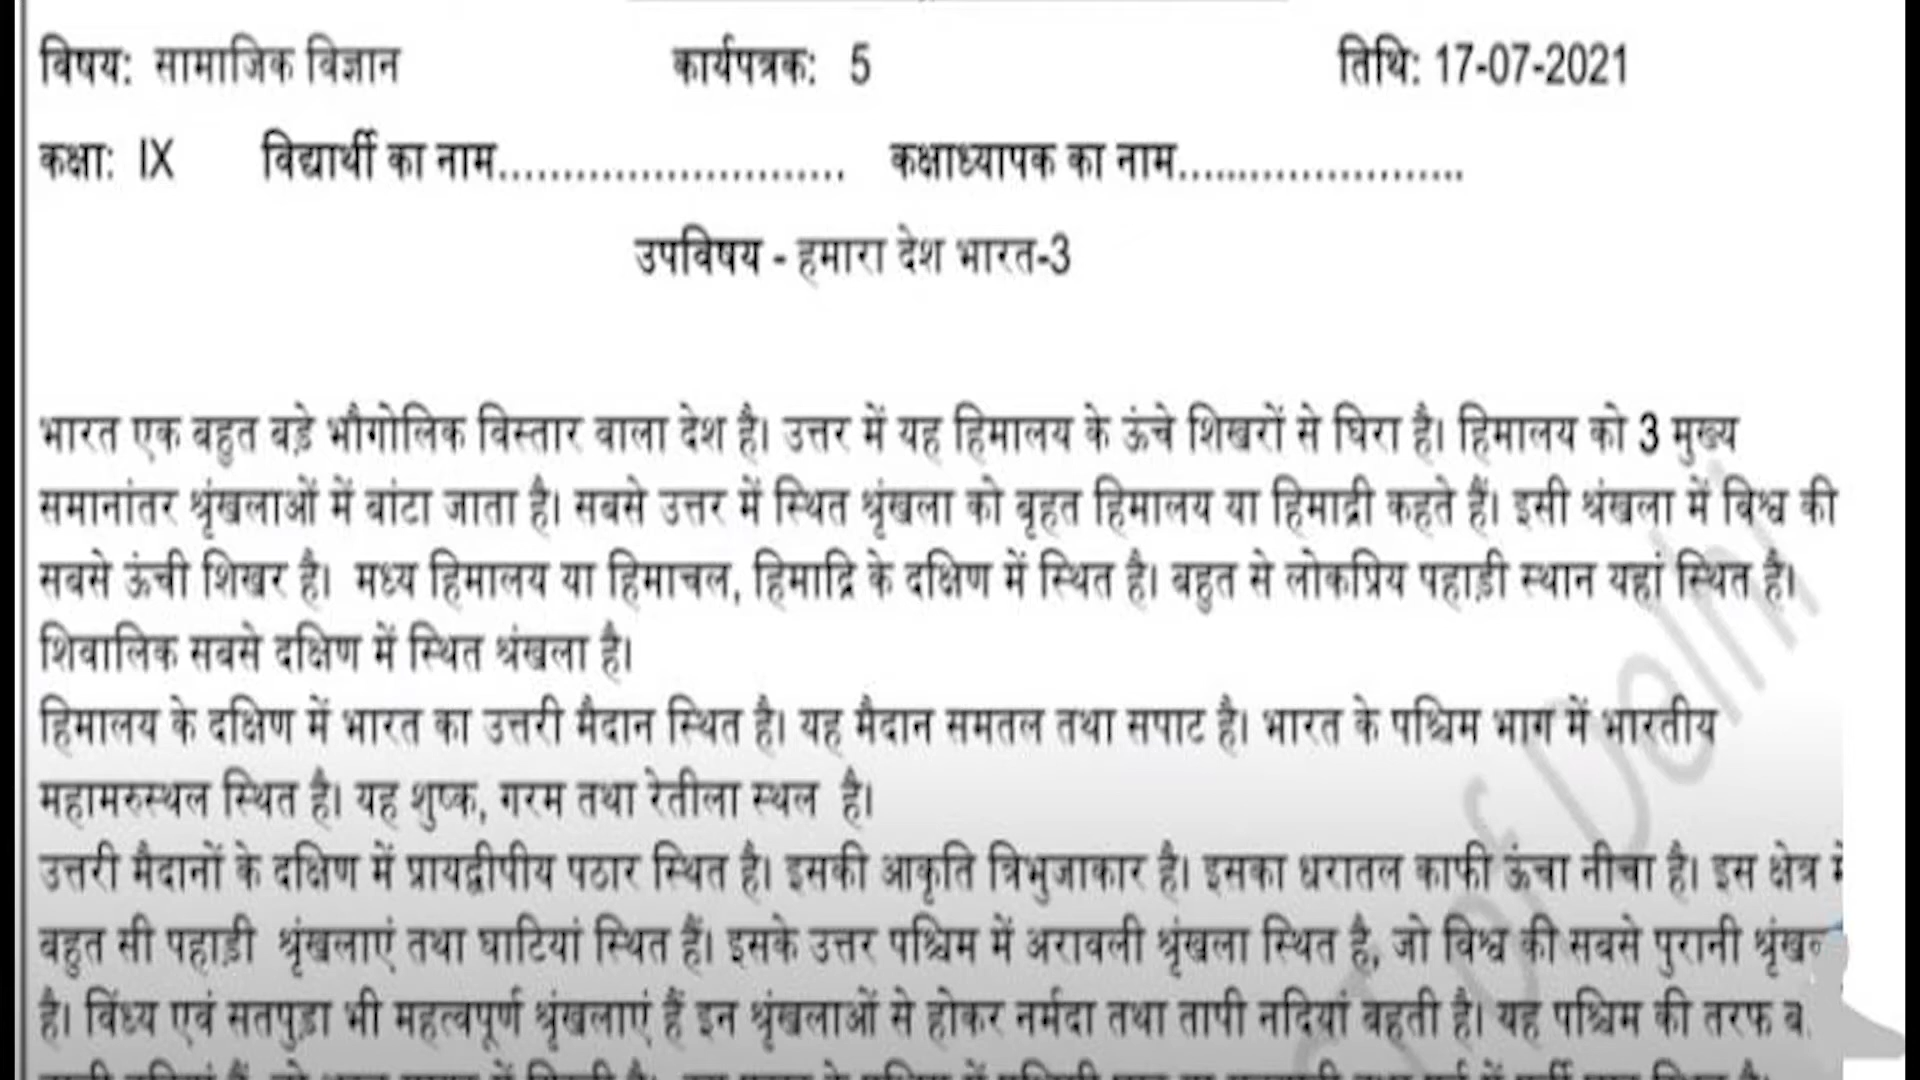 विषय: सामाजिक विज्ञान कार्यपत्रक: 5 तिथि: 17-07-2021
कक्षा: IX विद्यार्थी का नाम........................... कक्षाध्यापक का नाम......................
उपविषय - हमारा देश भारत-3
भारत एक बहुत बड़े भौगोलिक विस्तार वाला देश है। उत्तर में यह हिमालय के ऊंचे शिखरों से घिरा है। हिमालय को 3 मुख्य
समानांतर श्रृंखलाओं में बांटा जाता है। सबसे उत्तर में स्थित श्रृंखला को बृहत हिमालय या हिमाद्री कहते हैं। इसी श्रंखला में विश्व की
सबसे ऊंची शिखर है। मध्य हिमालय या हिमाचल, हिमाद्रि के दक्षिण में स्थित है। बहुत से लोकप्रिय पहाड़ी स्थान यहां स्थित है।
शिवालिक सबसे दक्षिण में स्थित श्रंखला है।
हिमालय के दक्षिण में भारत का उत्तरी मैदान स्थित है। यह मैदान समतल तथा सपाट है। भारत के पश्चिम भाग में भारतीय
महामरुस्थल स्थित है। यह शुष्क, गरम तथा रेतीला स्थल है।
उत्तरी मैदानों के दक्षिण में प्रायद्वीपीय पठार स्थित है। इसकी आकृति त्रिभुजाकार है। इसका धरातल काफी ऊंचा नीचा है। इस क्षेत्र में
बहुत सी पहाड़ी श्रृंखलाएं तथा घाटियां स्थित हैं। इसके उत्तर पश्चिम में अरावली श्रृंखला स्थित है, जो विश्व की सबसे पुरानी
है। विंध्य एवं सतपुड़ा भी महत्वपूर्ण श्रृंखलाएं हैं इन श्रृंखलाओं से होकर नर्मदा तथा तापी नदियां बहती है। यह पश्चिम की तरफ
of Delhi